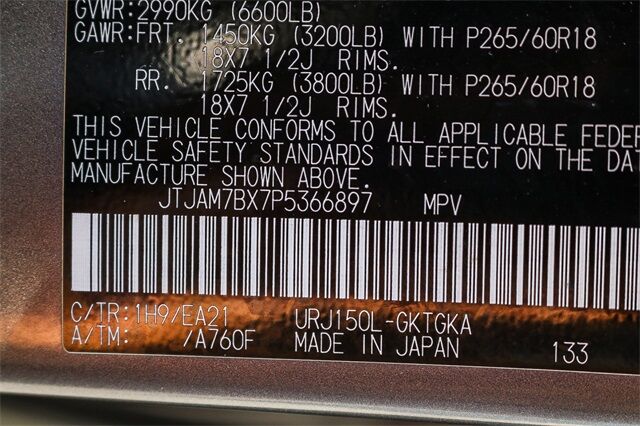 GVWR:2990KG (6600LB)
GAWR:FRT. 1450KG (3200LB) WITH P265/60R18
18X7 1/2J RIMS.
RR. 1725KG (3800LB) WITH P265/60R18
18X7 1/2J RIMS.
THIS VEHICLE CONFORMS TO ALL APPLICABLE FEDER
VEHICLE SAFETY STANDARDS IN EFFECT ON THE DAT
MANUFACTURE SHOWN ABOVE.
JTJAM7BX7P5366897 MPV
C/TR:1H9/EA21 URJ150L-GKTGKA
A/TM: /A760F MADE IN JAPAN 133